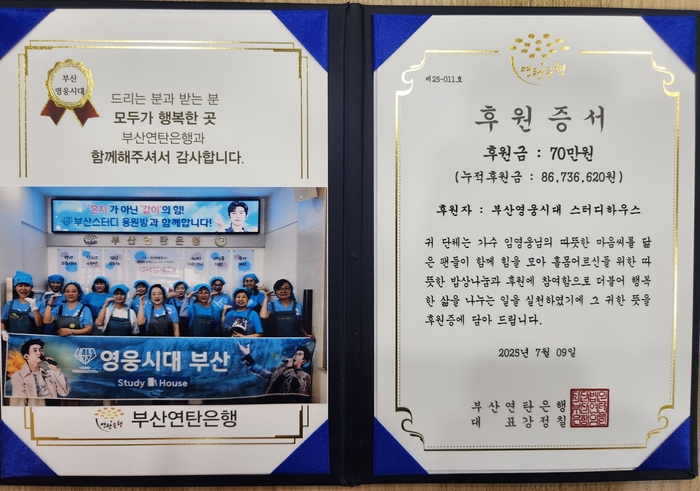 부산
영웅시대
드리는 분과 받는 분
모두가 행복한 곳
부산연탄은행과
함께해주셔서 감사합니다.
혼자가 아닌 '같이'의 힘!
부산스터디 응원방과 함께합니다!
부산연탄은행
영웅시대 부산
HERO GENERATION
Study House
연탄은행
부산연탄은행
연탄은행
제25-011호
후원증서
후원금 : 70만원
(누적후원금 : 86,736,620원)
후원자 : 부산영웅시대 스터디하우스
귀 단체는 가수 임영웅님의 따뜻한 마음씨를 닮
은 팬들이 함께 힘을 모아 홀몸어르신들 위한 따
뜻한 밥상나눔과 후원에 참여함으로 더불어 행복
한 삶을 나누는 일을 실천하였기에 그 귀한 뜻을
후원증에 담아 드립니다.
2025년 7월 09일
부산연탄은행
대 표강정칠